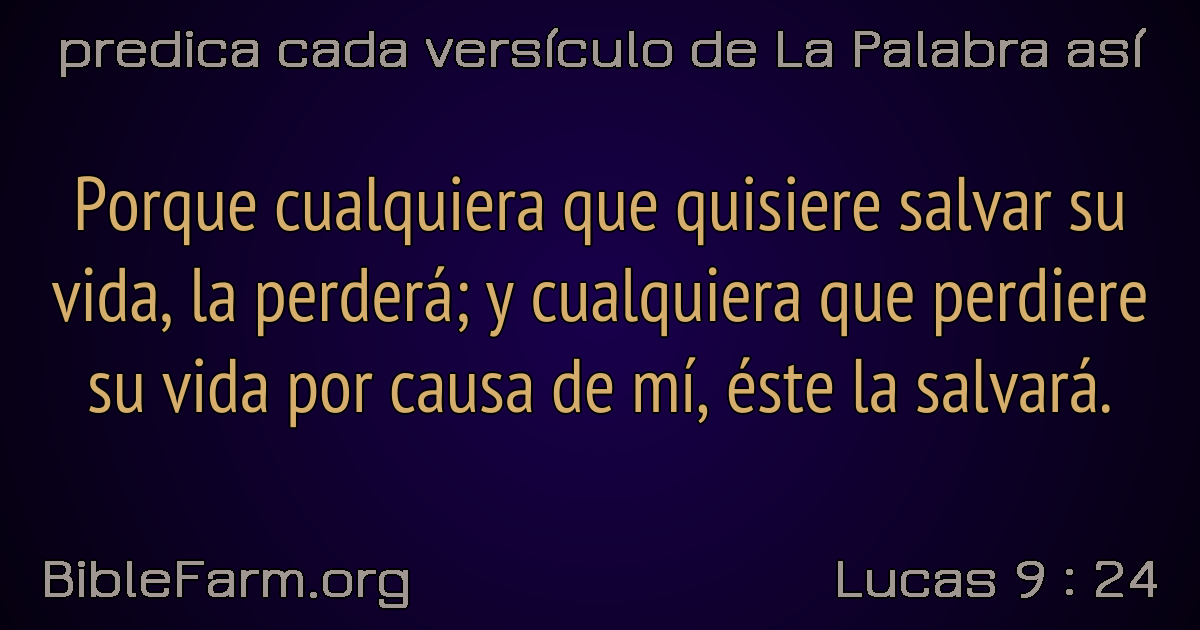 predica cada versículo de La Palabra así
Porque cualquiera que quisiere salvar su
vida, la perderá; y cualquiera que perdiere
su vida por causa de mí, éste la salvará.
BibleFarm.org
Lucas 9 : 24